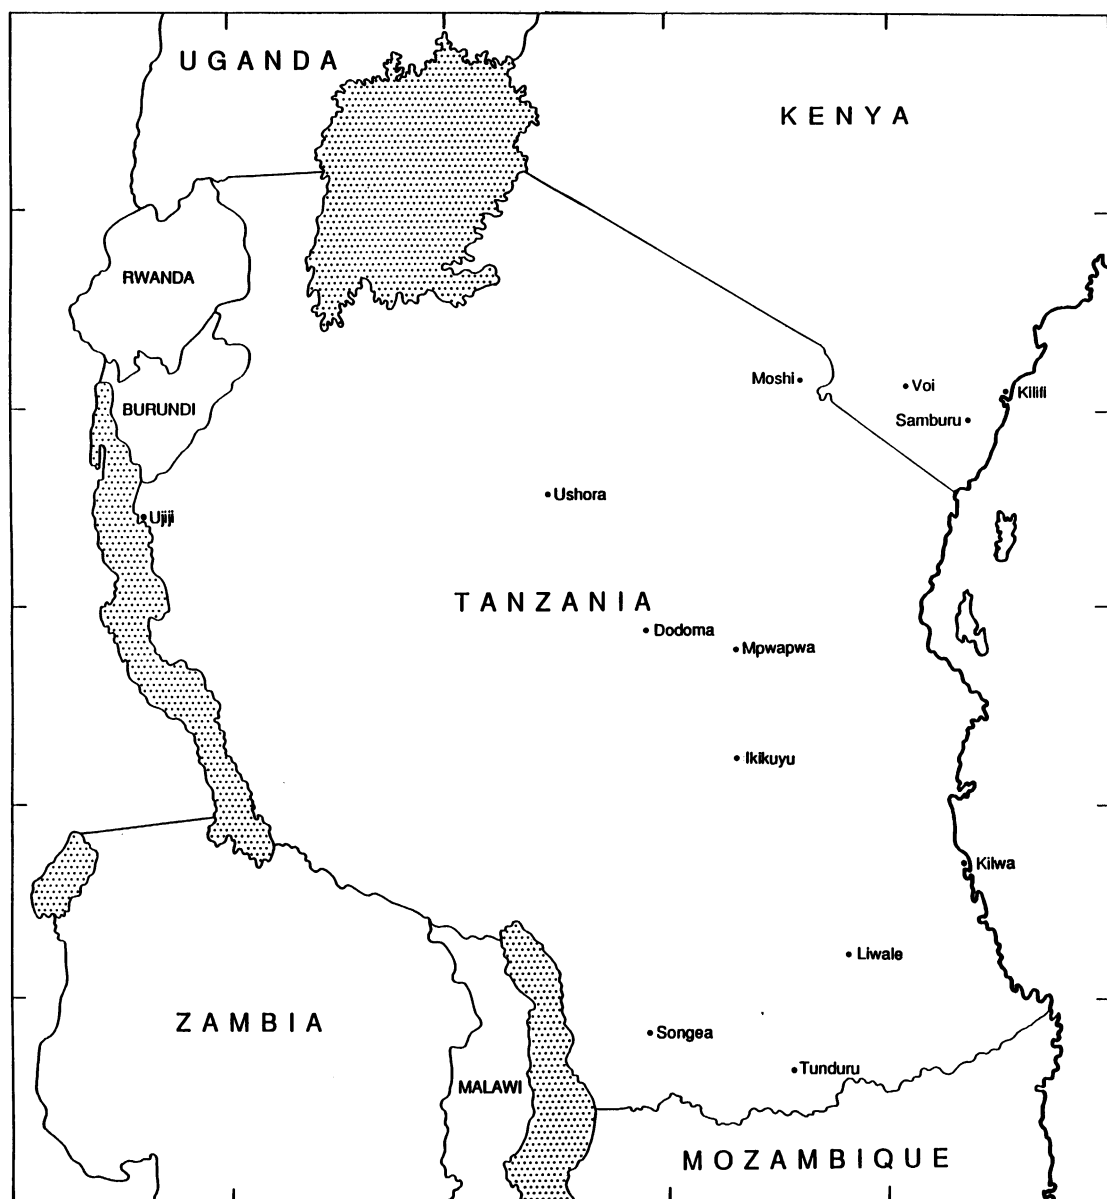 UGANDA
KENYA
RWANDA
Moshi
Voi
Kilifi
BURUNDI
Samburu
Ushora
Ujiji
TANZANIA
Dodoma
Mpwapwa
Ikikuyu
Kilwa
Liwale
ZAMBIA
Songea
Tunduru
MALAWI
MOZAMBIQUE